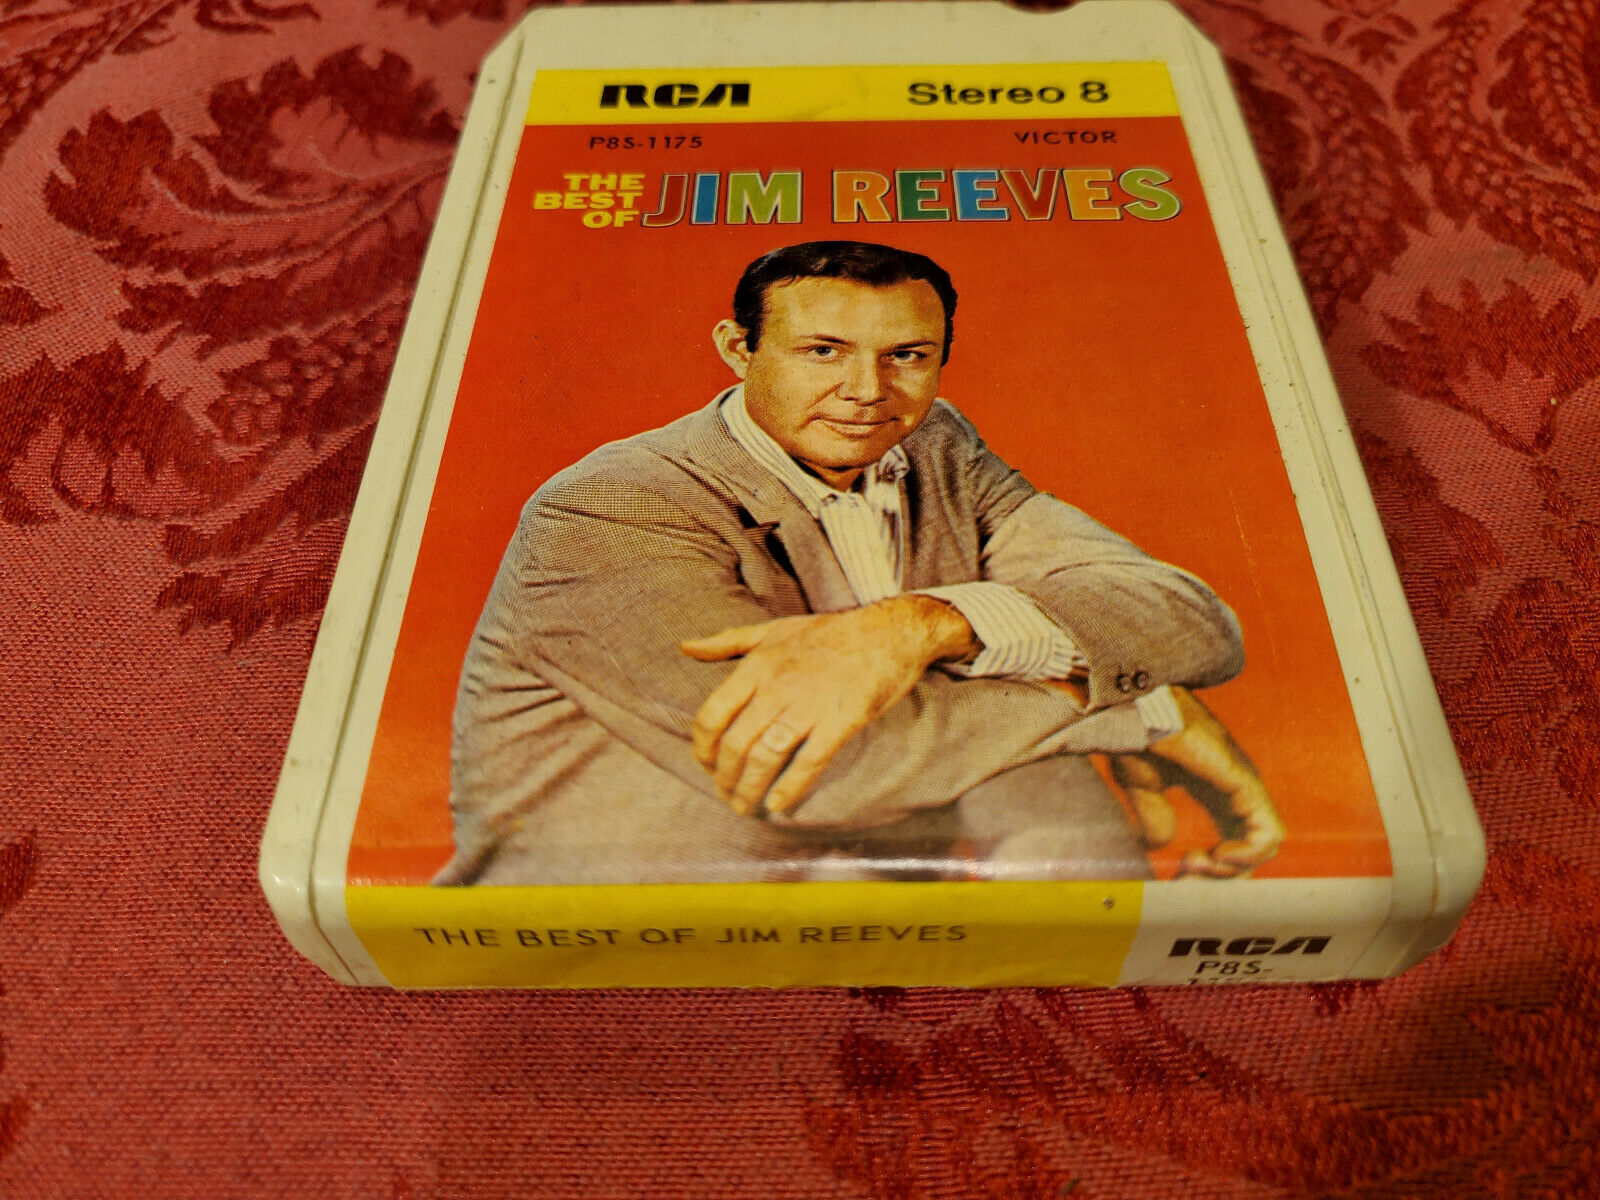 RCA Stereo 8
P8S-1175 VICTOR
THE
BEST
OF
JIM REEVES
THE BEST OF JIM REEVES
RCA
P8S-